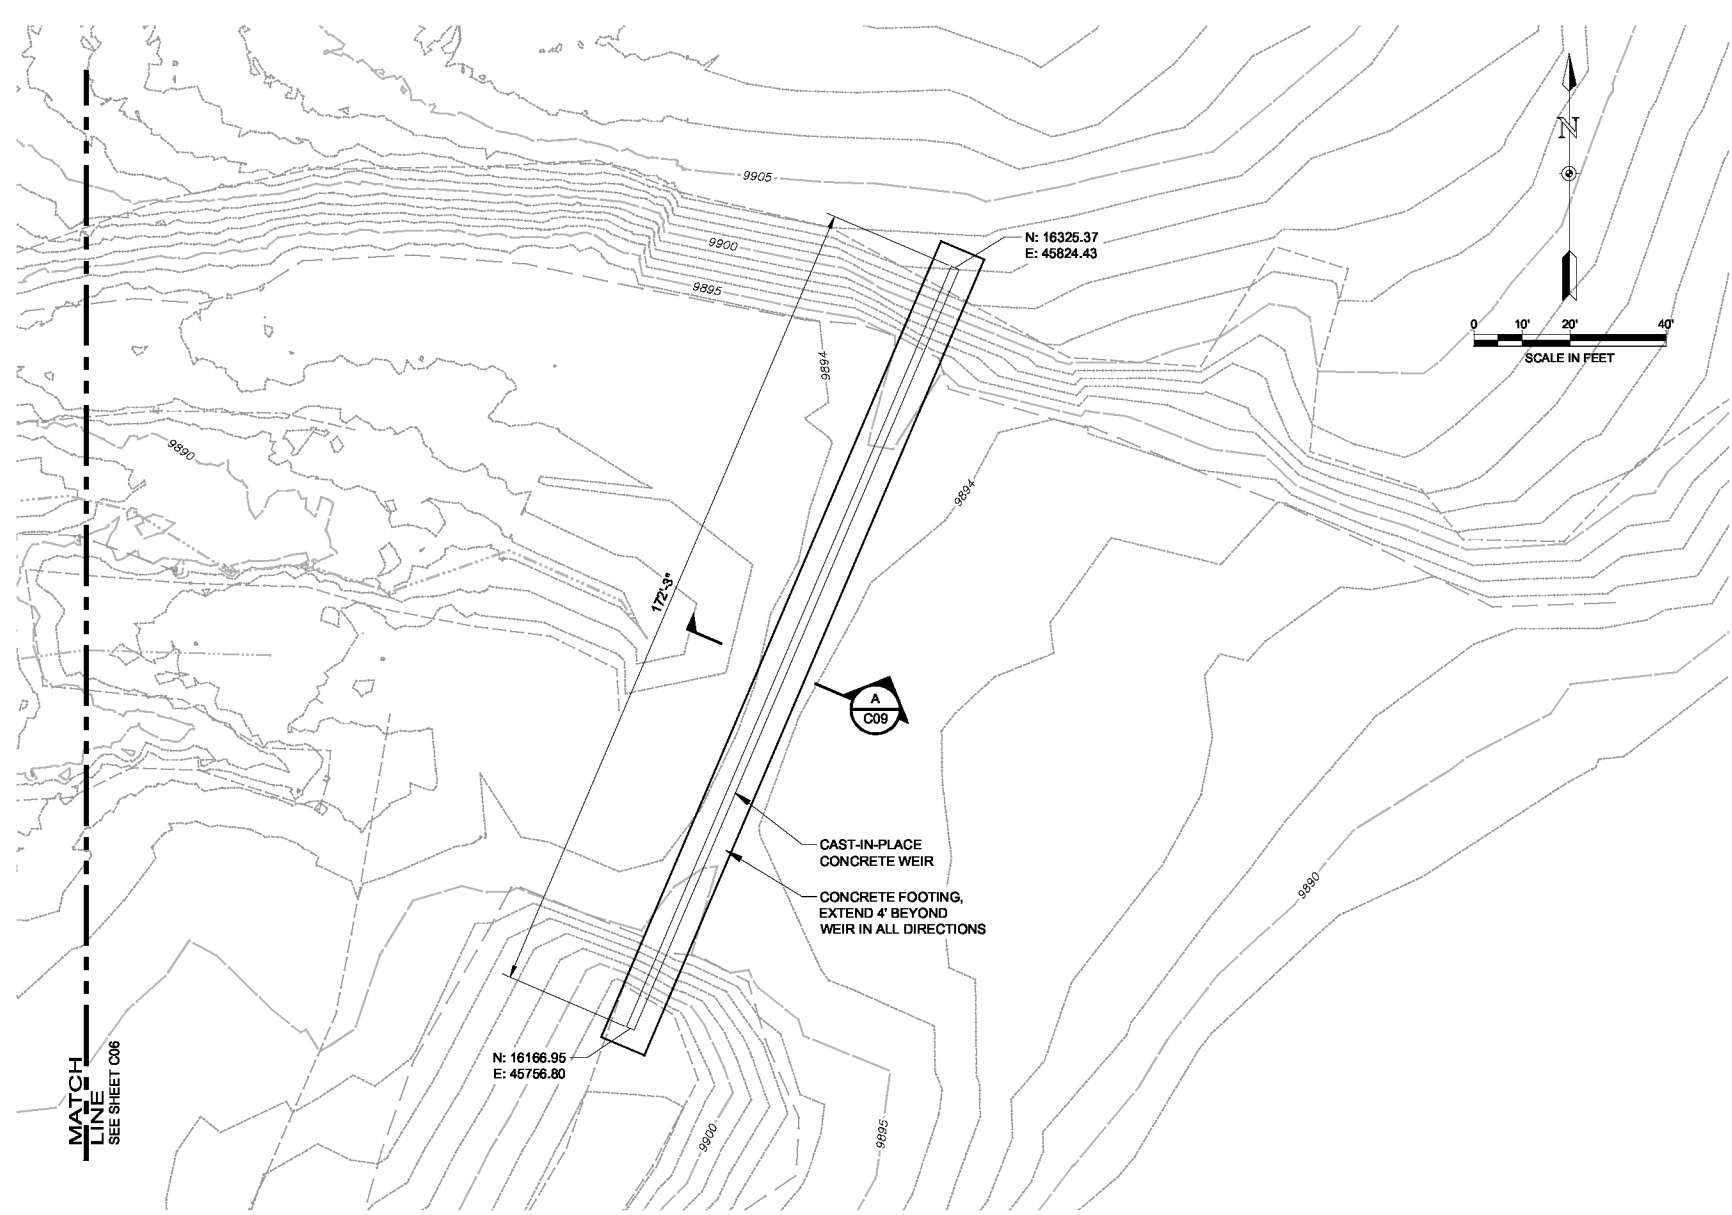 9905
N
N: 16325.37
E: 45824.43
9900
9895
0 10' 20' 40'
SCALE IN FEET
9894
9890
9894
172'-3"
A
C09
CAST-IN-PLACE
CONCRETE WEIR
CONCRETE FOOTING,
EXTEND 4' BEYOND
WEIR IN ALL DIRECTIONS
9890
N: 16166.95
E: 45756.80
MATCH
LINE
SEE SHEET C06
9900
9895